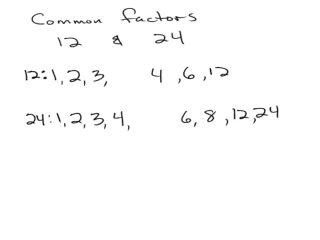 Common factors
12 & 24
12:1, 2, 3, 4, 6, 12
24:1, 2, 3, 4, 6, 8, 12, 24